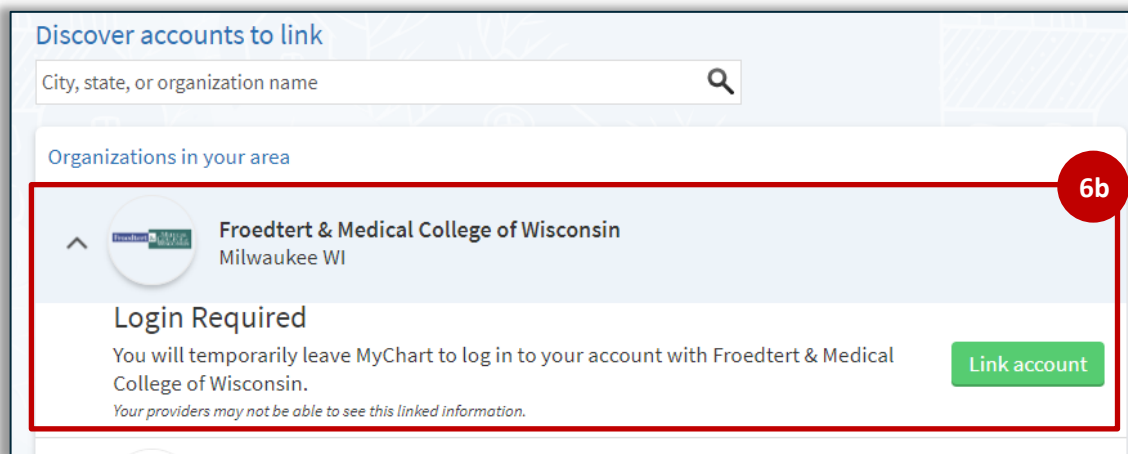 Discover accounts to link
City, state, or organization name
Organizations in your area
6b
Froedtert & Medical College of Wisconsin
Milwaukee WI
Login Required
You will temporarily leave MyChart to log in to your account with Froedtert & Medical
College of Wisconsin.
Link account
Your providers may not be able to see this linked information.